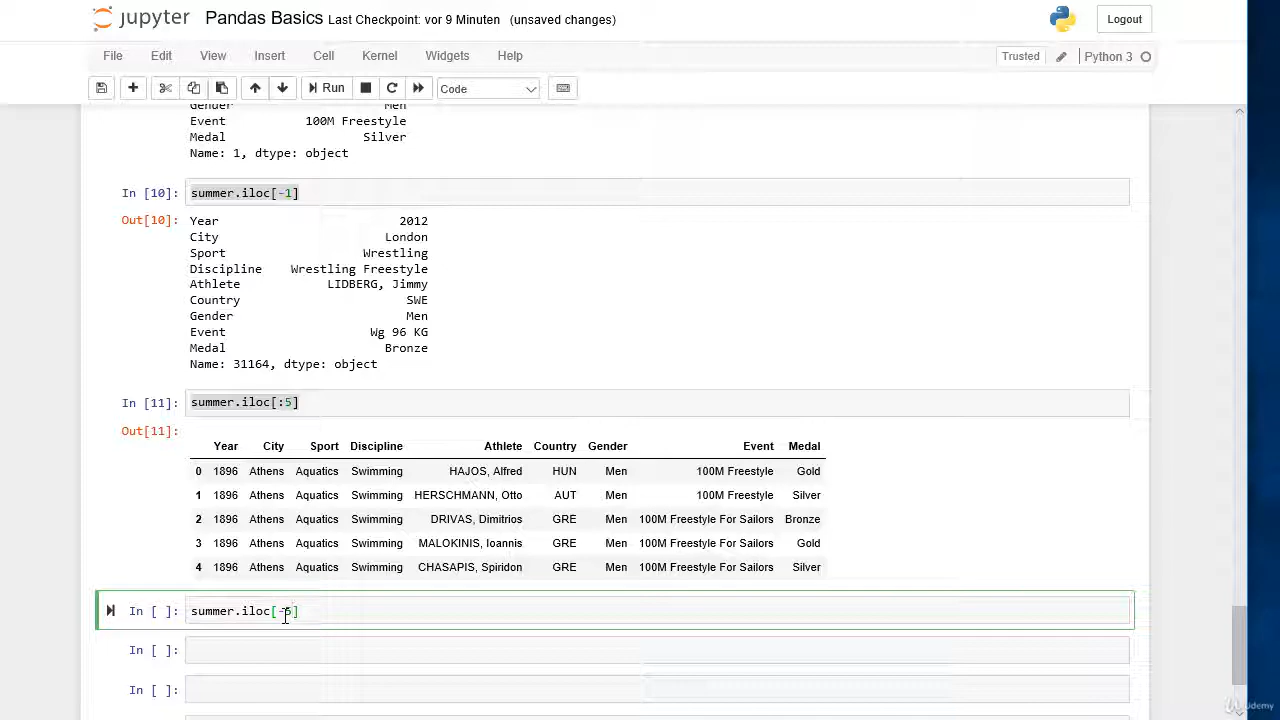 jupyter Pandas Basics Last Checkpoint: vor 9 Minuten (unsaved changes) Logout
File Edit View Insert Cell Kernel Widgets Help Trusted Python 3
Run Code
Gender Men
Event 100M Freestyle
Medal Silver
Name: 1, dtype: object
In [10]: summer.iloc[-1]
Out[10]: Year 2012
City London
Sport Wrestling
Discipline Wrestling Freestyle
Athlete LIDBERG, Jimmy
Country SWE
Gender Men
Event Wg 96 KG
Medal Bronze
Name: 31164, dtype: object
In [11]: summer.iloc[:5]
Out[11]:
Year City Sport Discipline Athlete Country Gender Event Medal
0 1896 Athens Aquatics Swimming HAJOS, Alfred HUN Men 100M Freestyle Gold
1 1896 Athens Aquatics Swimming HERSCHMANN, Otto AUT Men 100M Freestyle Silver
2 1896 Athens Aquatics Swimming DRIVAS, Dimitrios GRE Men 100M Freestyle For Sailors Bronze
3 1896 Athens Aquatics Swimming MALOKINIS, Ioannis GRE Men 100M Freestyle For Sailors Gold
4 1896 Athens Aquatics Swimming CHASAPIS, Spiridon GRE Men 100M Freestyle For Sailors Silver
In [ ]: summer.iloc[-5]
In [ ]:
In [ ]:
Udemy